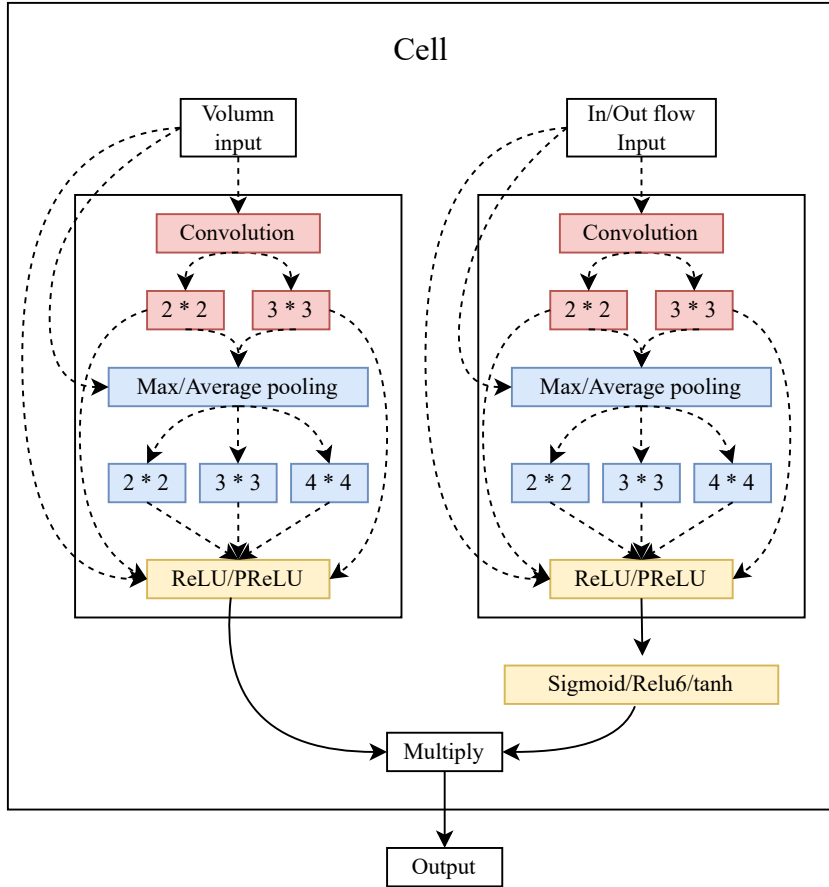 Cell
Volumn
input
In/Out flow
Input
Convolution
2 * 2
3 * 3
Max/Average pooling
2 * 2
3 * 3
4 * 4
ReLU/PReLU
Convolution
2 * 2
3 * 3
Max/Average pooling
2 * 2
3 * 3
4 * 4
ReLU/PReLU
Sigmoid/Relu6/tanh
Multiply
Output